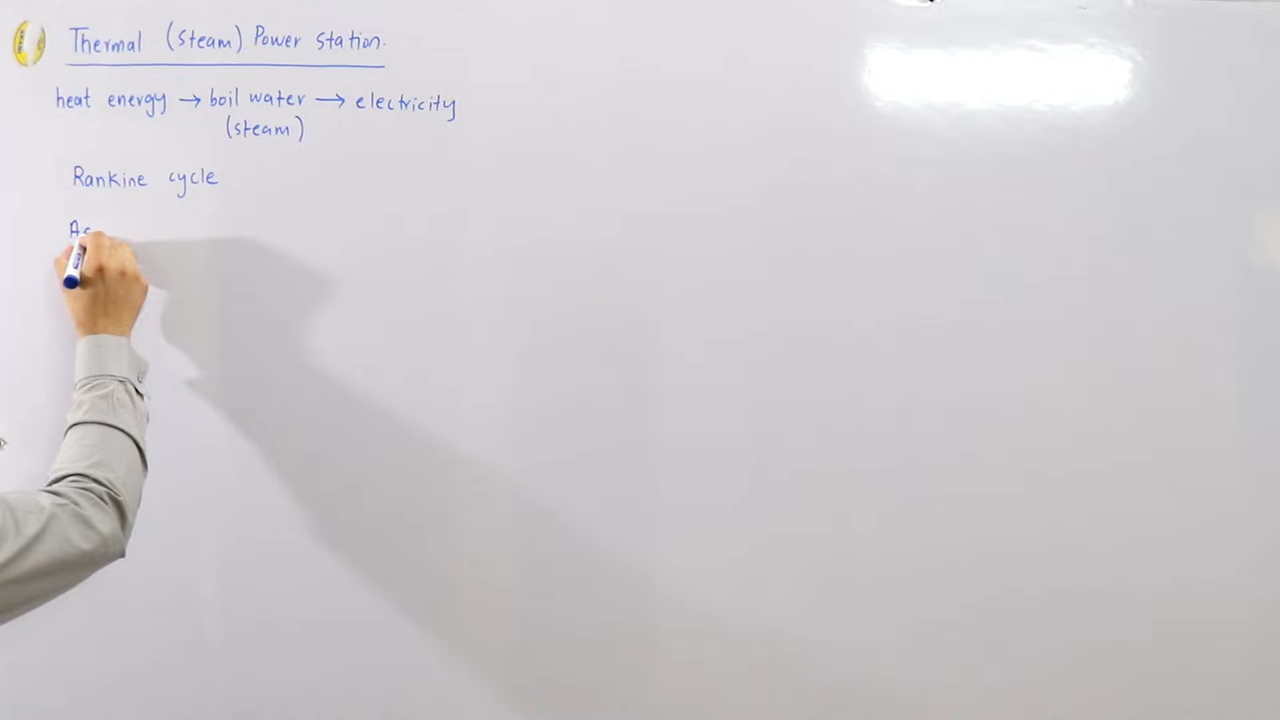 Thermal (Steam) Power Station.
heat energy → boil water → electricity
(steam)
Rankine cycle